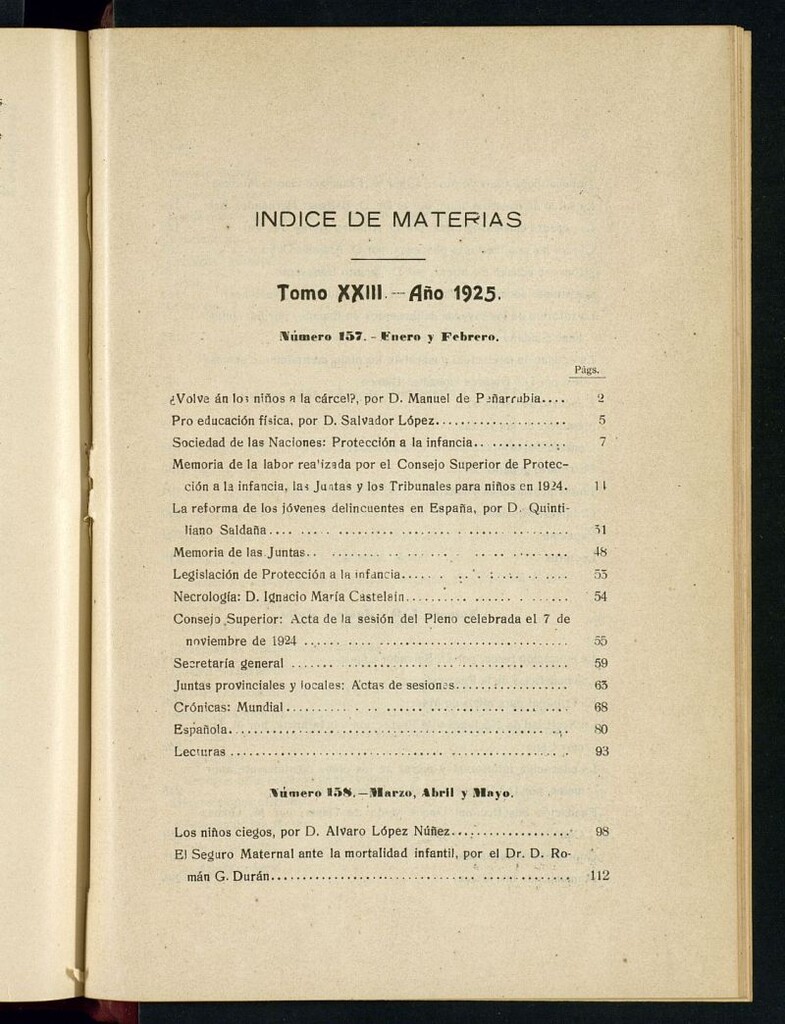 INDICE DE MATERIAS
Tomo XXIII.—Año 1925.
Número 157. - Enero y Febrero.
Págs.
¿Volve án los niños a la cárcel?, por D. Manuel de Peñarrubia.... 2
Pro educación física, por D. Salvador López.................... 5
Sociedad de las Naciones: Protección a la infancia.. ............ 7
Memoria de la labor rea'izada por el Consejo Superior de Protec-
ción a la infancia, las Juntas y los Tribunales para niños en 1924. 11
La reforma de los jóvenes delincuentes en España, por D. Quinti-
liano Saldaña.... ... .... ....... ........ ................. 31
Memoria de las Juntas.. ................. .. .. .... .... 48
Legislación de Protección a la infancia..... . ... : ... .. .... 53
Necrología: D. Ignacio María Castelein.......... ..... . ....... 54
Consejo Superior: Acta de la sesión del Pleno celebrada el 7 de
noviembre de 1924 ..... ..... ............................. 55
Secretaría general ...... ................ .... .... ..... .... 59
Juntas provinciales y locales: Actas de sesiones................. 63
Crónicas: Mundial........... . .. ..... ............ .... .... 68
Española................................................ ... 80
Lecturas .................................................. . 93
Número 158.—Marzo, Abril y Mayo.
Los niños ciegos, por D. Alvaro López Núñez................... 98
El Seguro Maternal ante la mortalidad infantil, por el Dr. D. Ro-
mán G. Durán............................... ..... ............. 112